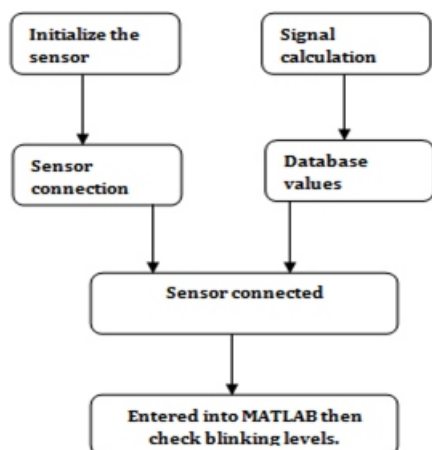 Initialize the
sensor
Signal
calculation
Sensor
connection
Database
values
Sensor connected
Entered into MATLAB then
check blinking levels.